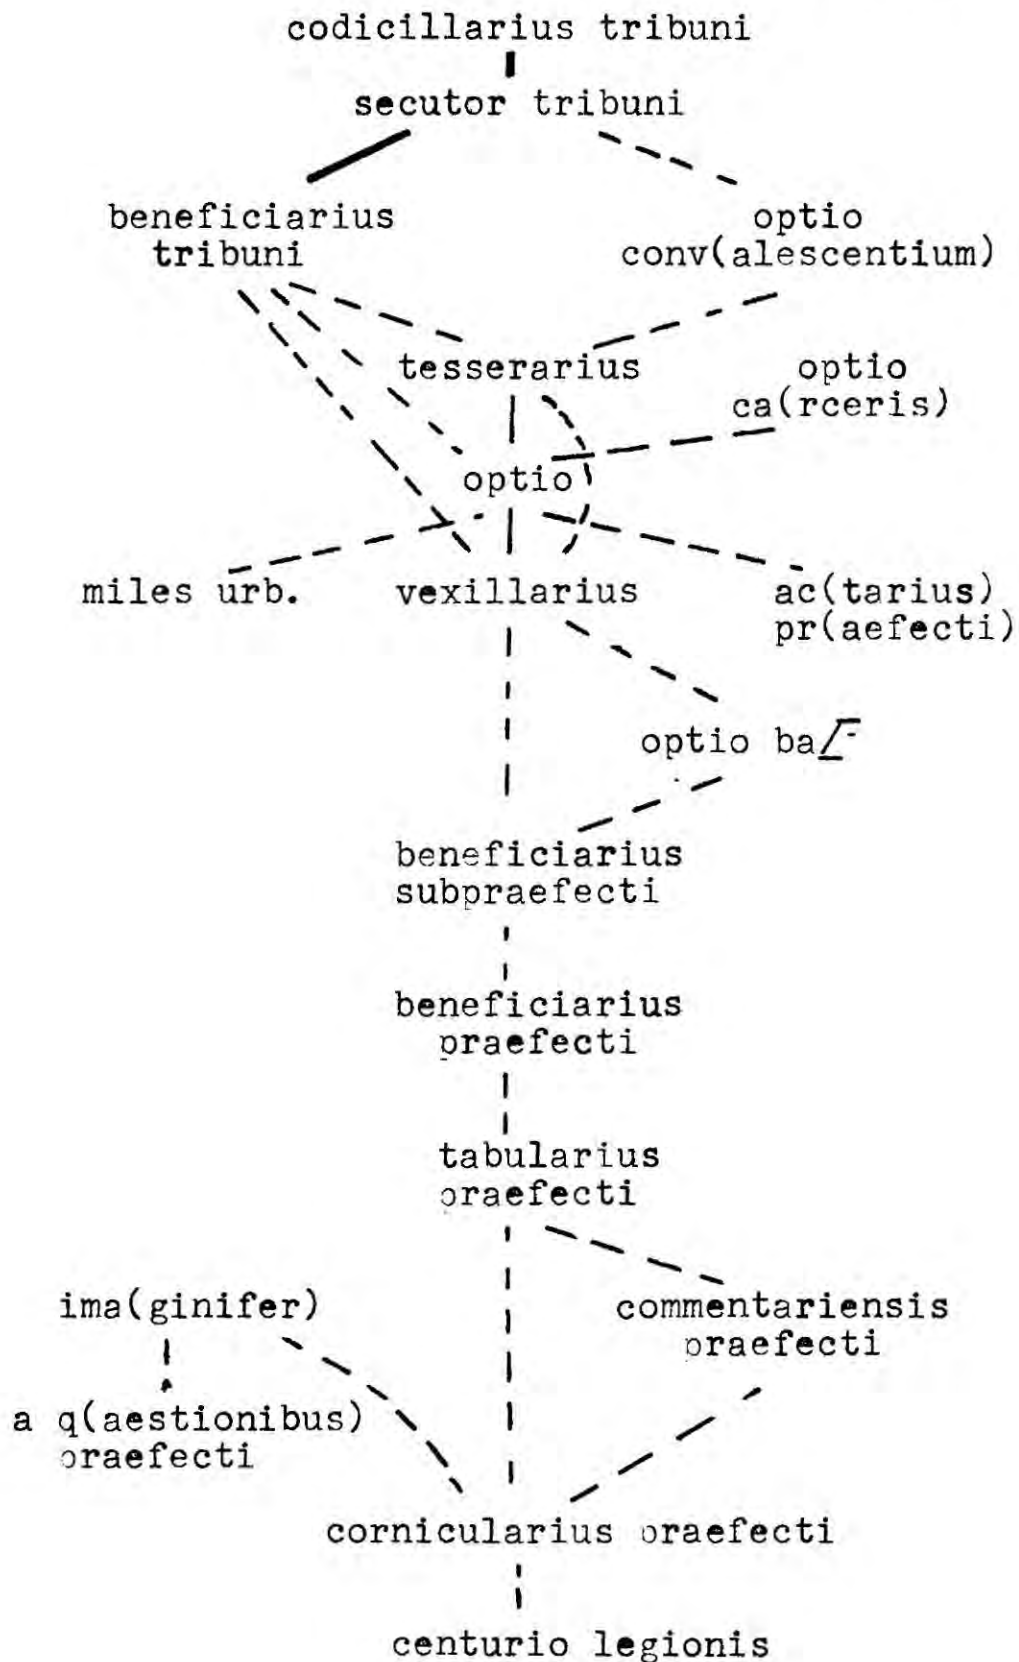 codicillarius tribuni
secutor tribuni
beneficiarius
tribuni
optio
conv(alescentium)
tesserarius
optio
ca(rceris)
optio
miles urb.
vexillarius
ac(tarius)
pr(aefecti)
optio ba
beneficiarius
subpraefecti
beneficiarius
praefecti
tabularius
praefecti
ima(ginifer)
commentariensis
praefecti
a q(aestionibus)
praefecti
cornicularius praefecti
centurio legionis